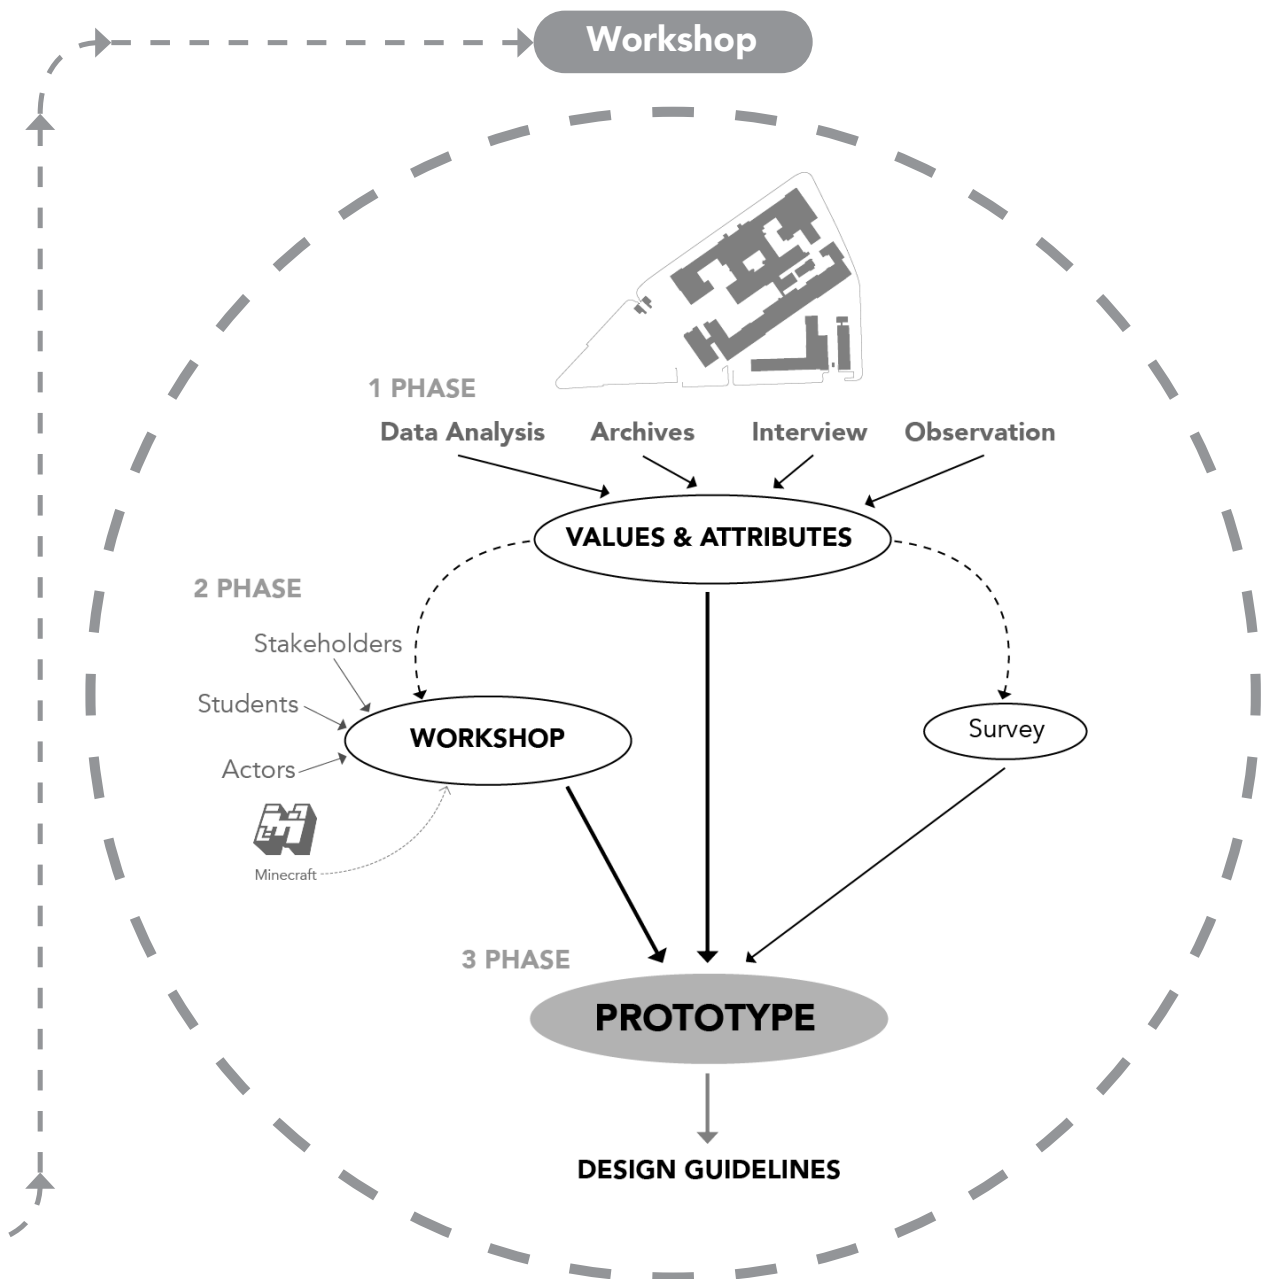 Workshop
1 PHASE
Data Analysis Archives Interview Observation
VALUES & ATTRIBUTES
2 PHASE
Stakeholders
Students
WORKSHOP
Survey
Actors
Minecraft
3 PHASE
PROTOTYPE
DESIGN GUIDELINES